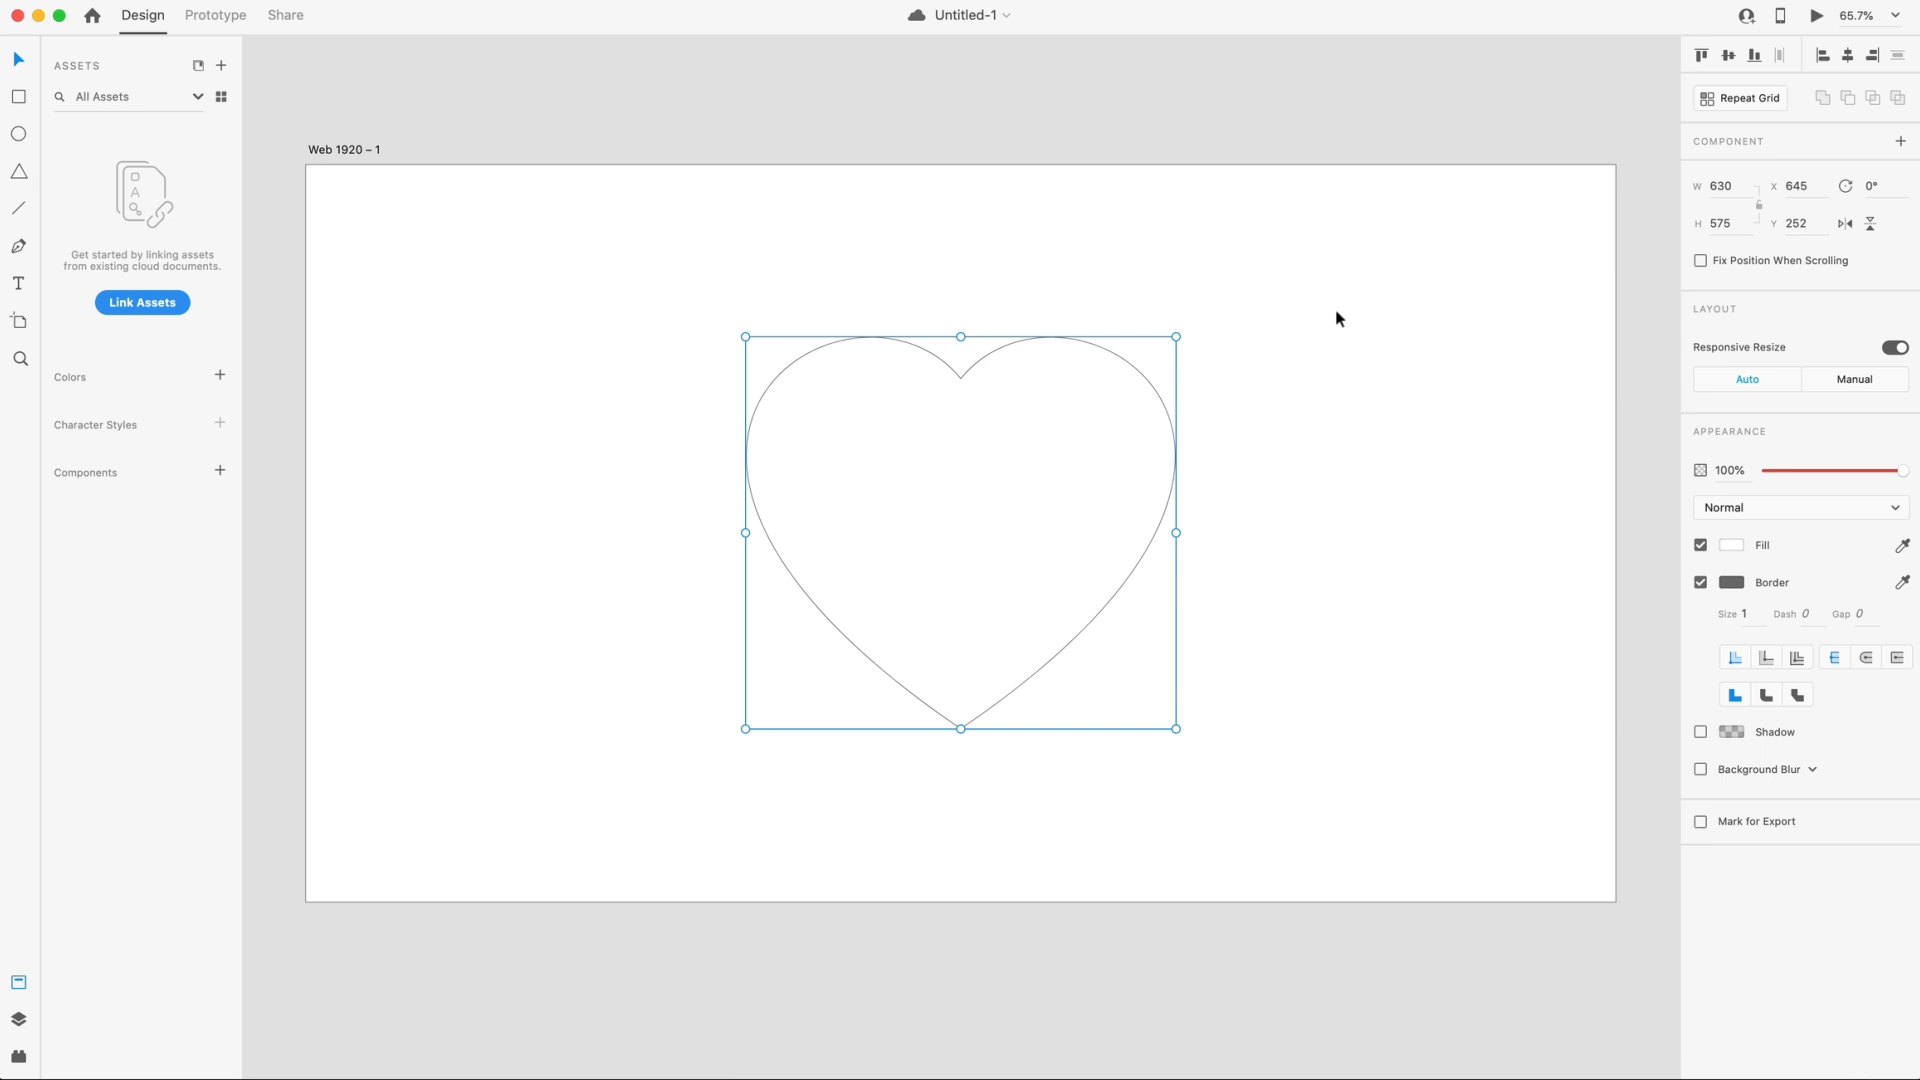 Design
Prototype
Share
Untitled-1
65.7%
ASSETS
All Assets
Get started by linking assets
from existing cloud documents.
Link Assets
Colors
Character Styles
Components
Web 1920 – 1
Repeat Grid
COMPONENT
W 630 X 645 0°
H 575 Y 252
Fix Position When Scrolling
LAYOUT
Responsive Resize
Auto Manual
APPEARANCE
100%
Normal
Fill
Border
Size 1 Dash 0 Gap 0
Shadow
Background Blur
Mark for Export